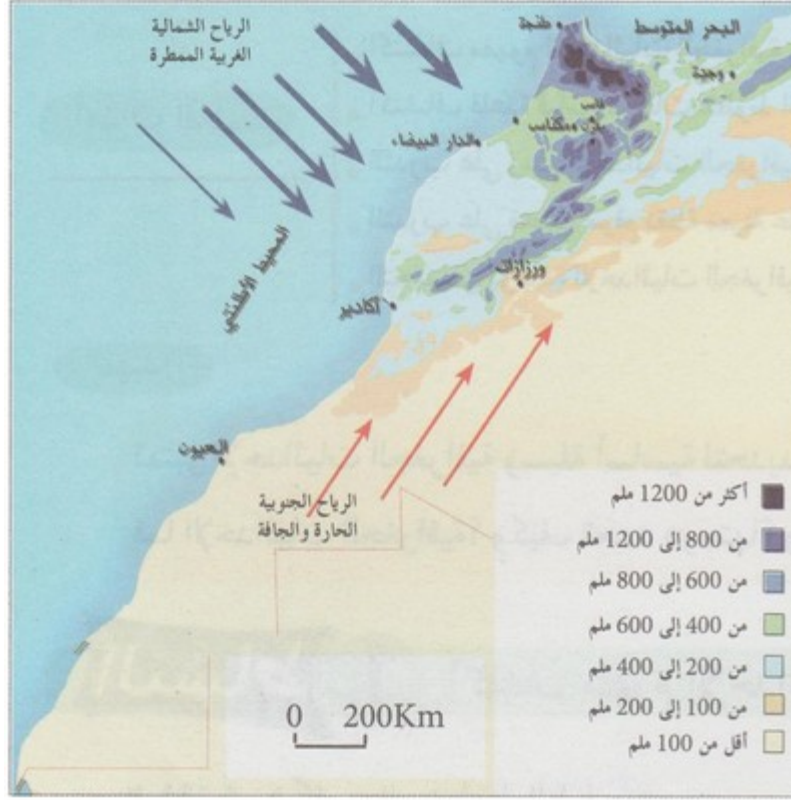 الرياح الشمالية
الغربية الممطرة
طنجة
البحر المتوسط
وجدة
فاس
مكناس
الدار البيضاء
المحيط الأطلنتي
ورزازات
أكادير
العيون
الرياح الجنوبية
الحارة والجافة
أكثر من 1200 ملم
من 800 إلى 1200 ملم
من 600 إلى 800 ملم
من 400 إلى 600 ملم
من 200 إلى 400 ملم
من 100 إلى 200 ملم
أقل من 100 ملم
0 200Km